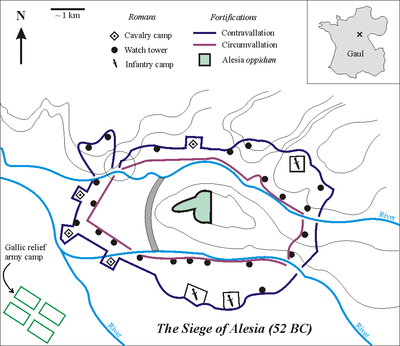 N
~ 1 km
Romans
Cavalry camp
Watch tower
Infantry camp
Fortifications
Contravallation
Circumvallation
Alesia oppidum
Gaul
River
Gallic relief
army camp
River
River
The Siege of Alesia (52 BC)